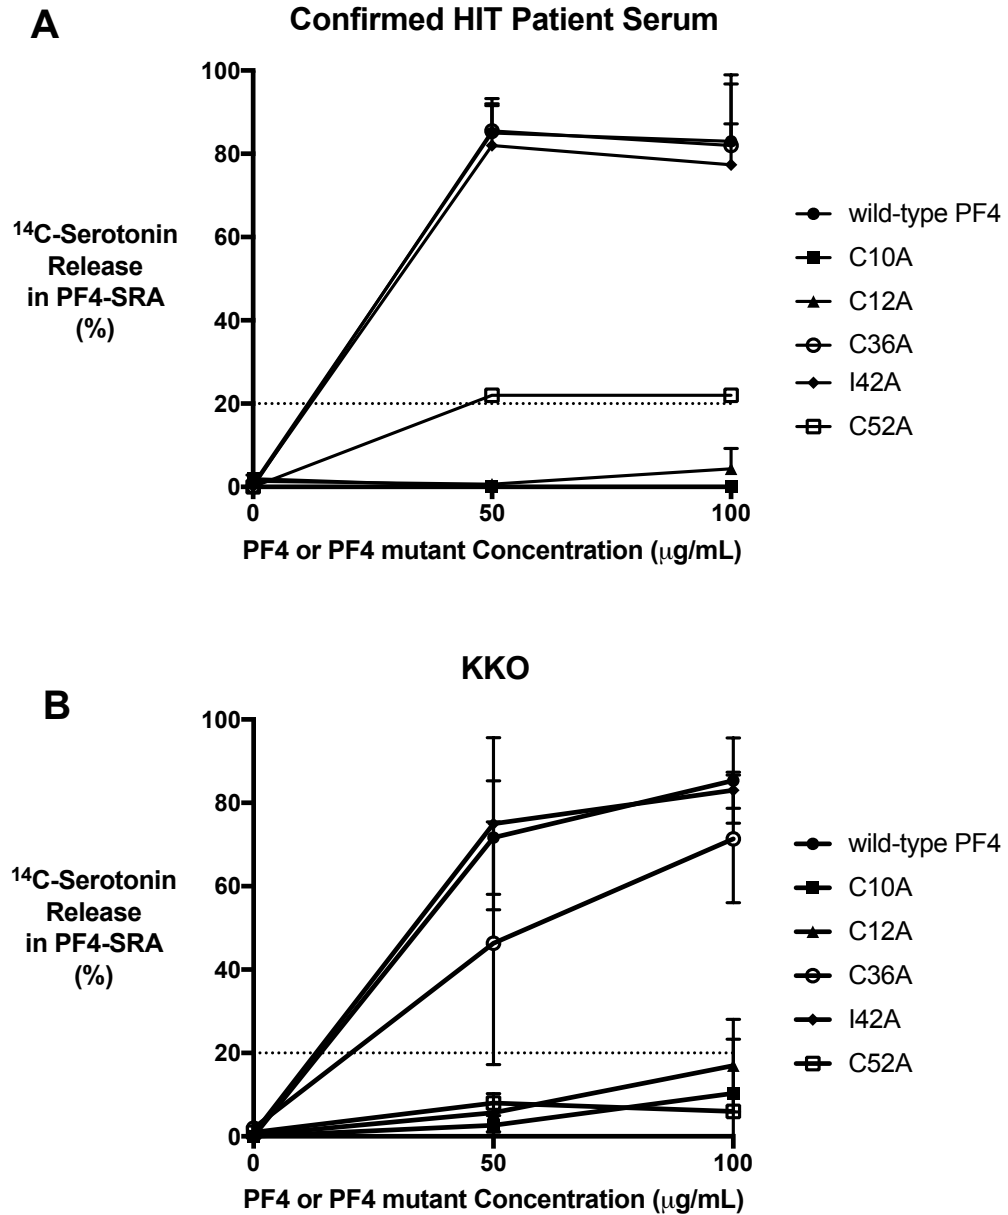 A
Confirmed HIT Patient Serum
100
80
60
40
20
0
¹⁴C-Serotonin
Release
in PF4-SRA
(%)
wild-type PF4
C10A
C12A
C36A
I42A
C52A
0 50 100
PF4 or PF4 mutant Concentration (μg/mL)
KKO
B
100
80
60
40
20
0
¹⁴C-Serotonin
Release
in PF4-SRA
(%)
wild-type PF4
C10A
C12A
C36A
I42A
C52A
0 50 100
PF4 or PF4 mutant Concentration (μg/mL)